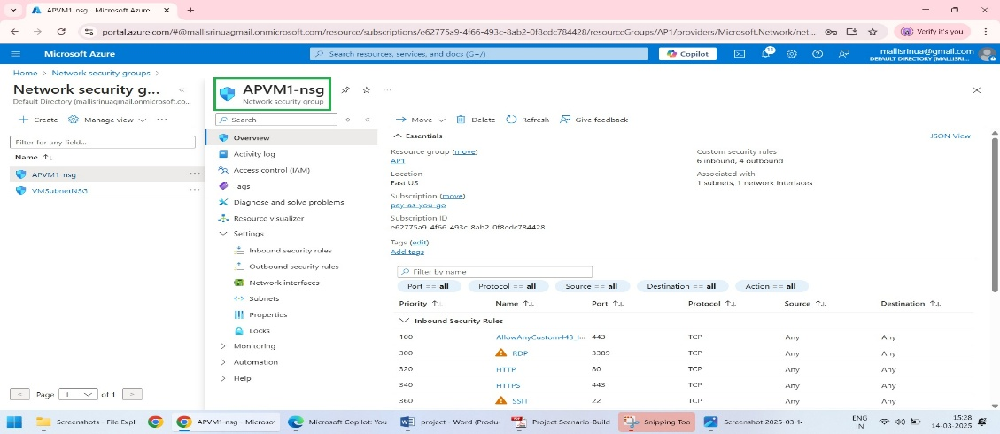 APVM1-nsg - Microsoft Azure
portal.azure.com/#@mallisrinuagmail.onmicrosoft.com/resource/subscriptions/e62775a9-4f66-493c-8ab2-0f8edc784428/resourceGroups/AP1/providers/Microsoft.Network/net...
Verify it's you
Microsoft Azure
Search resources, services, and docs (G+/)
Copilot
11
mallisrinua@gmail.com
DEFAULT DIRECTORY (MALLISRI...
Home > Network security groups >
Network security g...
Default Directory (mallisrinuagmail.onmicrosoft.co...
Create
Manage view
Filter for any field...
Name
APVM1-nsg
VMSubnetNSG
Page 1 of 1
APVM1-nsg
Network security group
Search
Overview
Activity log
Access control (IAM)
Tags
Diagnose and solve problems
Resource visualizer
Settings
Inbound security rules
Outbound security rules
Network interfaces
Subnets
Properties
Locks
Monitoring
Automation
Help
Move
Delete
Refresh
Give feedback
Essentials
JSON View
Resource group (move)
AP1
Location
East US
Subscription (move)
pay_as_you_go
Subscription ID
e62775a9-4f66-493c-8ab2-0f8edc784428
Tags (edit)
Add tags
Custom security rules
6 inbound, 4 outbound
Associated with
1 subnets, 1 network interfaces
Filter by name
Port == all
Protocol == all
Source == all
Destination == all
Action == all
Priority Name Port Protocol Source Destination
Inbound Security Rules
100 AllowAnyCustom443_I... 443 TCP Any Any
300 RDP 3389 TCP Any Any
320 HTTP 80 TCP Any Any
340 HTTPS 443 TCP Any Any
360 SSH 22 TCP Any Any
Screenshots - File Expl
APVM1-nsg - Microsof
Microsoft Copilot: You
project - Word (Produ
Project Scenario-Build
Snipping Too
Screenshot 2025-03-14
ENG
IN
15:28
14-03-2025